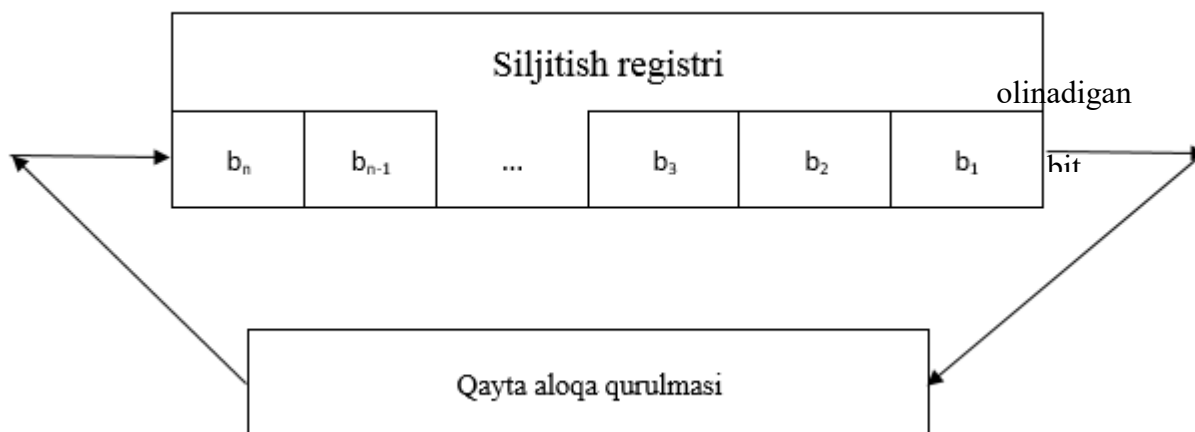 Siljitish registri
olinadigan
bₙ bₙ₋₁ ... b₃ b₂ b₁ bit
Qayta aloqa qurulmasi